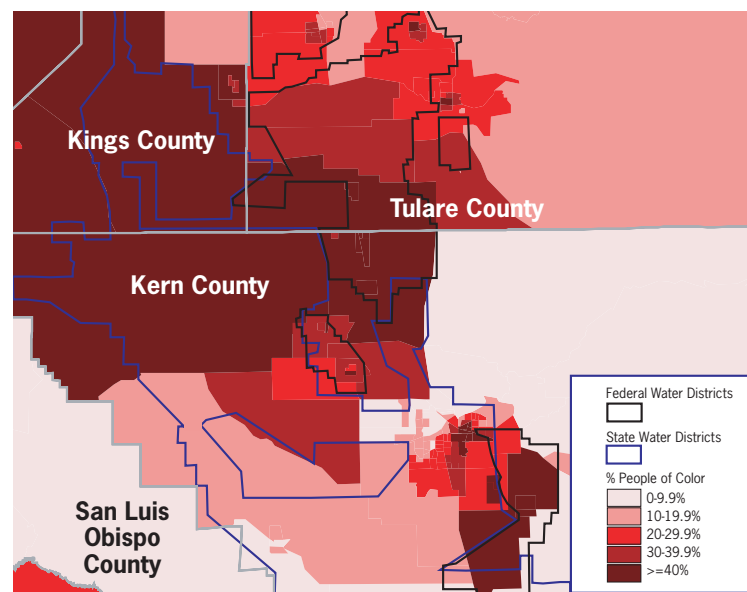 Kings County
Tulare County
Kern County
San Luis
Obispo
County
Federal Water Districts
State Water Districts
% People of Color
0-9.9%
10-19.9%
20-29.9%
30-39.9%
>=40%